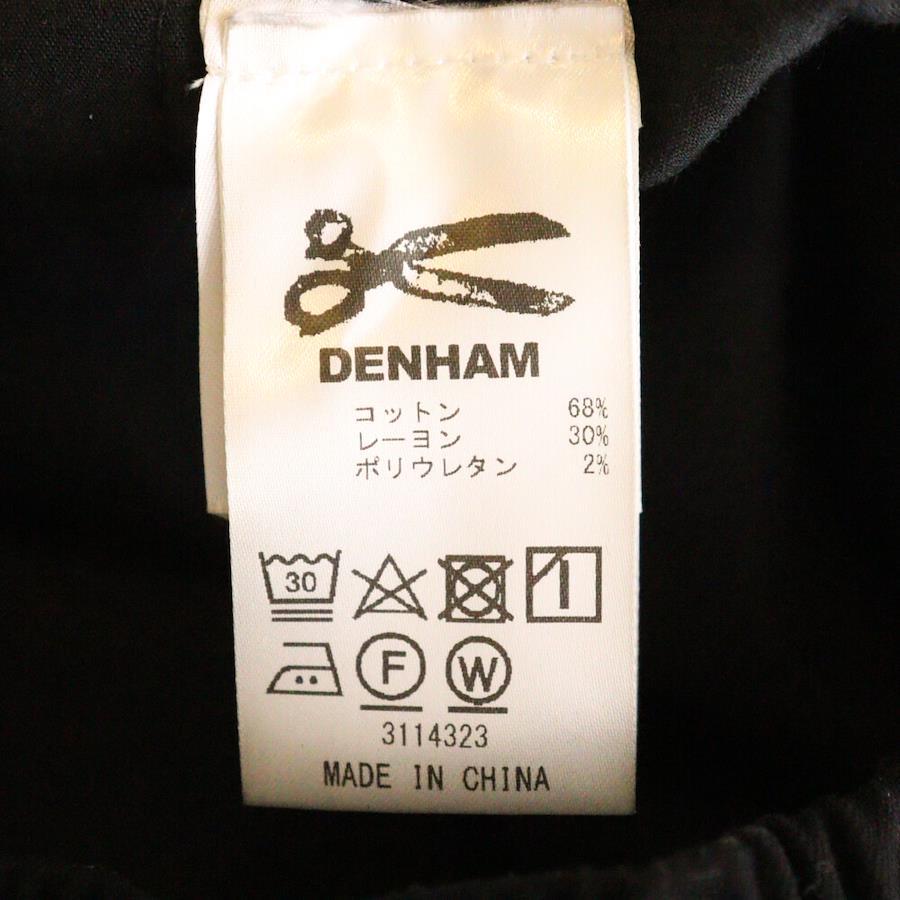 DENHAM
コットン 68%
レーヨン 30%
ポリウレタン 2%
30
F W
3114323
MADE IN CHINA